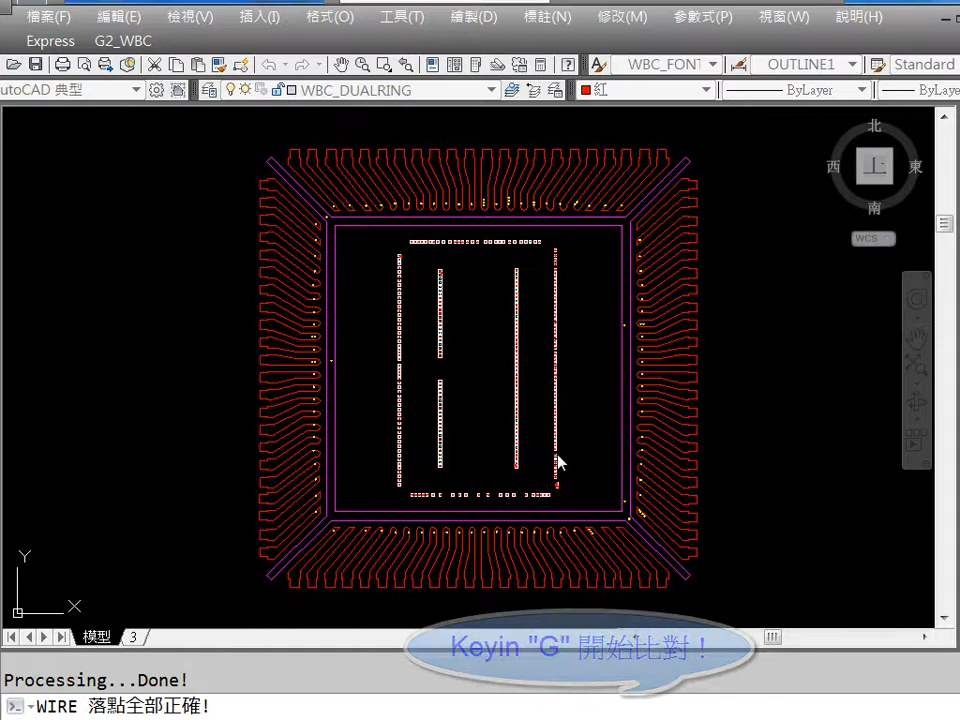 檔案(F) 編輯(E) 檢視(V) 插入(I) 格式(O) 工具(T) 繪製(D) 標註(N) 修改(M) 參數式(P) 視窗(W) 說明(H)
Express G2_WBC
WBC_FONT OUTLINE1 Standard
utoCAD 典型 WBC_DUALRING 紅 ByLayer ByLaye
北
西 上 東
南
WCS
Y
X
模型 3
Keyin "G" 開始比對！
Processing...Done!
WIRE 落點全部正確!